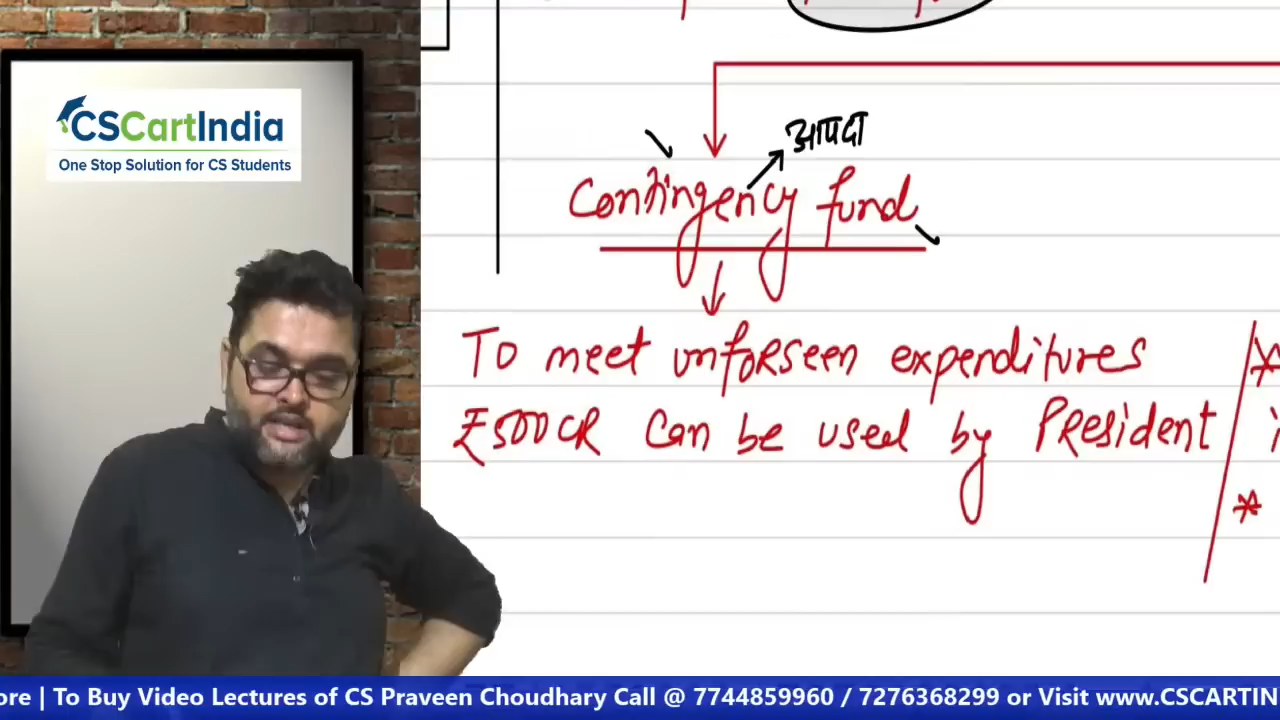 CSCartIndia
One Stop Solution for CS Students
आपदा
Contingency fund
To meet unforseen expenditures
₹500CR can be used by President
*
*
ore | To Buy Video Lectures of CS Praveen Choudhary Call @ 7744859960 / 7276368299 or Visit www.CSCARTIN